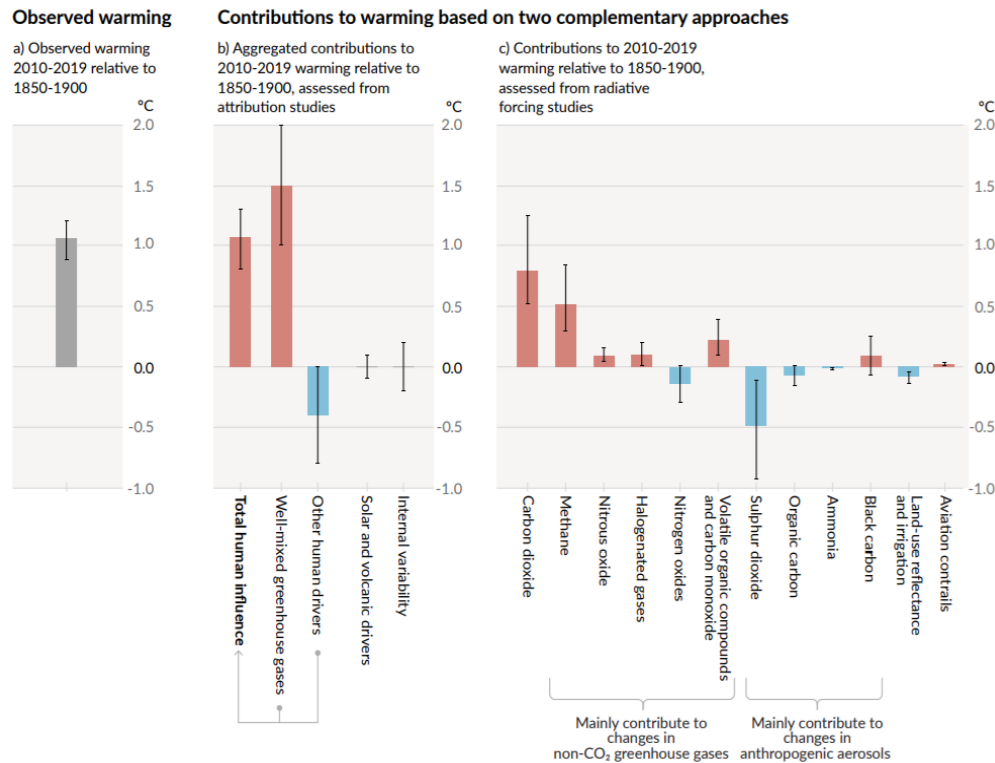 Observed warming
Contributions to warming based on two complementary approaches
a) Observed warming
2010-2019 relative to
1850-1900
b) Aggregated contributions to
2010-2019 warming relative to
1850-1900, assessed from
attribution studies
c) Contributions to 2010-2019
warming relative to 1850-1900,
assessed from radiative
forcing studies
°C
2.0
1.5
1.0
0.5
0.0
-0.5
-1.0
°C
2.0
1.5
1.0
0.5
0.0
-0.5
-1.0
°C
2.0
1.5
1.0
0.5
0.0
-0.5
-1.0
Total human influence
Well-mixed greenhouse gases
Other human drivers
Solar and volcanic drivers
Internal variability
Carbon dioxide
Methane
Nitrous oxide
Halogenated gases
Nitrogen oxides
Volatile organic compounds
and carbon monoxide
Sulphur dioxide
Organic carbon
Ammonia
Black carbon
Land-use reflectance
and irrigation
Aviation contrails
Mainly contribute to
changes in
non-CO₂ greenhouse gases
Mainly contribute to
changes in
anthropogenic aerosols